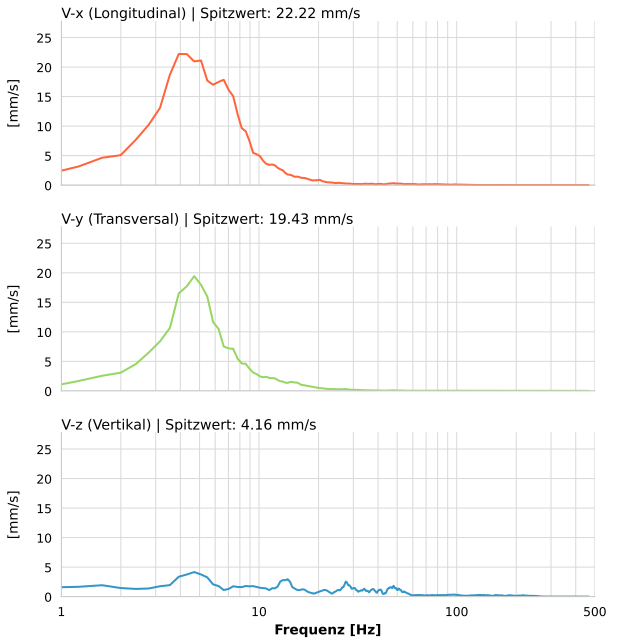 V-x (Longitudinal) | Spitzwert: 22.22 mm/s
25
20
15
10
5
0
[mm/s]
V-y (Transversal) | Spitzwert: 19.43 mm/s
25
20
15
10
5
0
[mm/s]
V-z (Vertikal) | Spitzwert: 4.16 mm/s
25
20
15
10
5
0
[mm/s]
1 10 100 500
Frequenz [Hz]